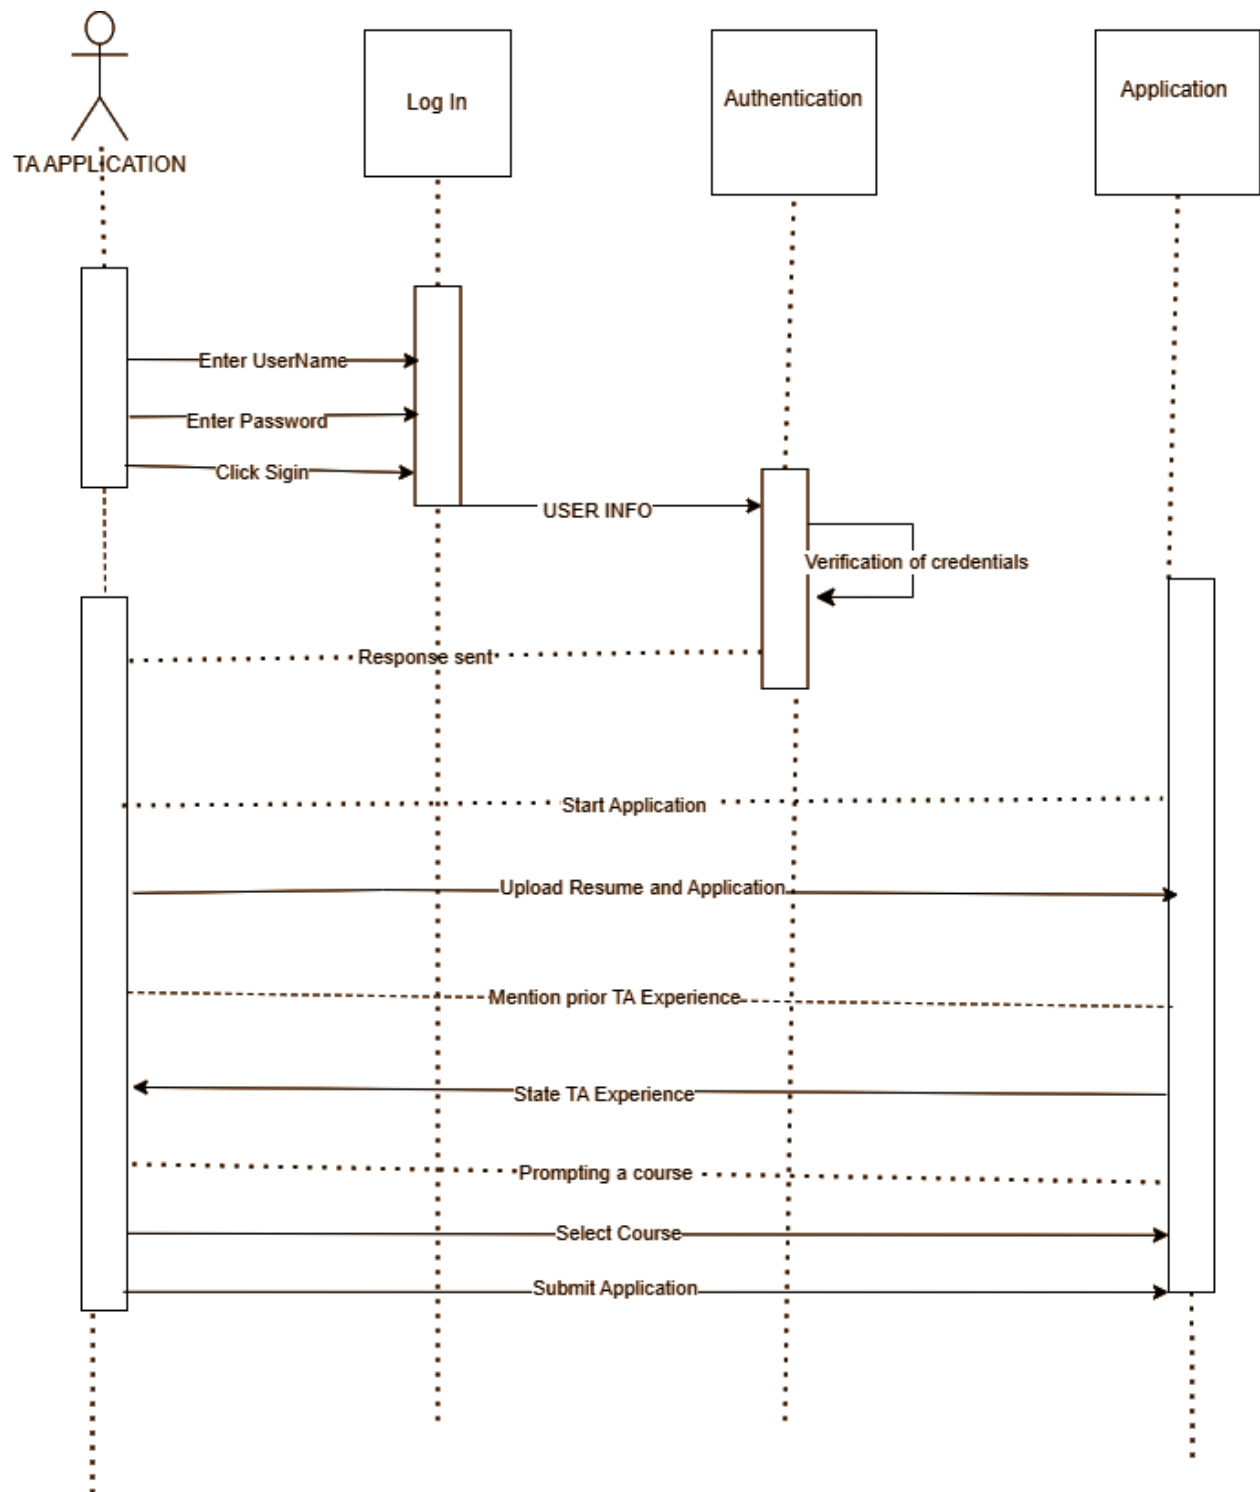 Log In
Authentication
Application
TA APPLICATION
Enter UserName
Enter Password
Click Sigin
USER INFO
Verification of credentials
Response sent
Start Application
Upload Resume and Application
Mention prior TA Experience
State TA Experience
Prompting a course
Select Course
Submit Application